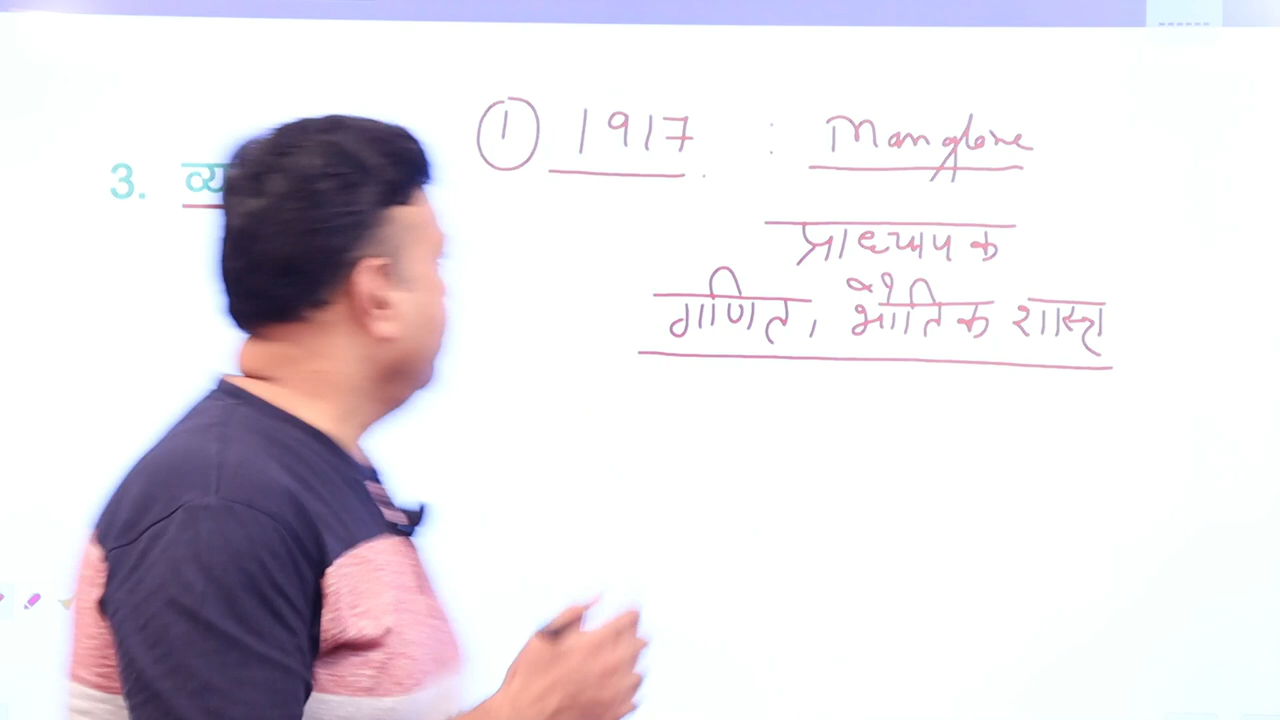 ① 1917 : Manglore
3. व्य
प्राध्यापक
गणित, भौतिक शास्त्र